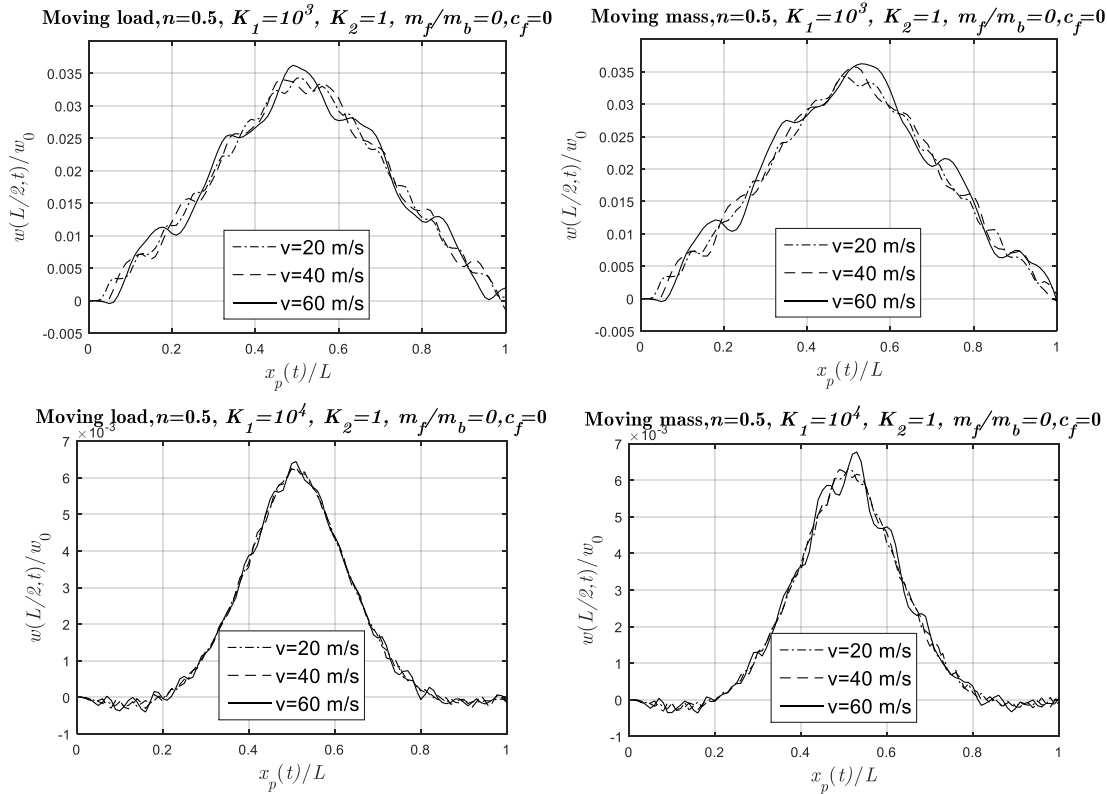 Moving load,n=0.5, K_1=10^3, K_2=1, m_f/m_b=0,c_f=0
0.035
0.03
0.025
0.02
0.015
0.01
0.005
0
-0.005
w(L/2,t)/w_0
v=20 m/s
v=40 m/s
v=60 m/s
0 0.2 0.4 0.6 0.8 1
x_p(t)/L
Moving mass,n=0.5, K_1=10^3, K_2=1, m_f/m_b=0,c_f=0
0.035
0.03
0.025
0.02
0.015
0.01
0.005
0
-0.005
w(L/2,t)/w_0
v=20 m/s
v=40 m/s
v=60 m/s
0 0.2 0.4 0.6 0.8 1
x_p(t)/L
Moving load,n=0.5, K_1=10^4, K_2=1, m_f/m_b=0,c_f=0
×10^-3
7
6
5
4
3
2
1
0
-1
w(L/2,t)/w_0
v=20 m/s
v=40 m/s
v=60 m/s
0 0.2 0.4 0.6 0.8 1
x_p(t)/L
Moving mass,n=0.5, K_1=10^4, K_2=1, m_f/m_b=0,c_f=0
×10^-3
7
6
5
4
3
2
1
0
-1
w(L/2,t)/w_0
v=20 m/s
v=40 m/s
v=60 m/s
0 0.2 0.4 0.6 0.8 1
x_p(t)/L